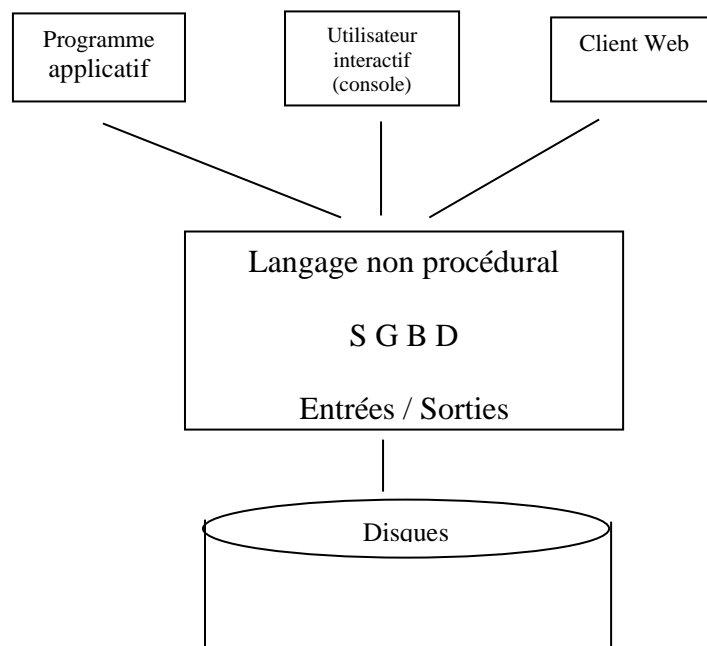 Programme
applicatif
Utilisateur
interactif
(console)
Client Web
Langage non procédural
S G B D
Entrées / Sorties
Disques